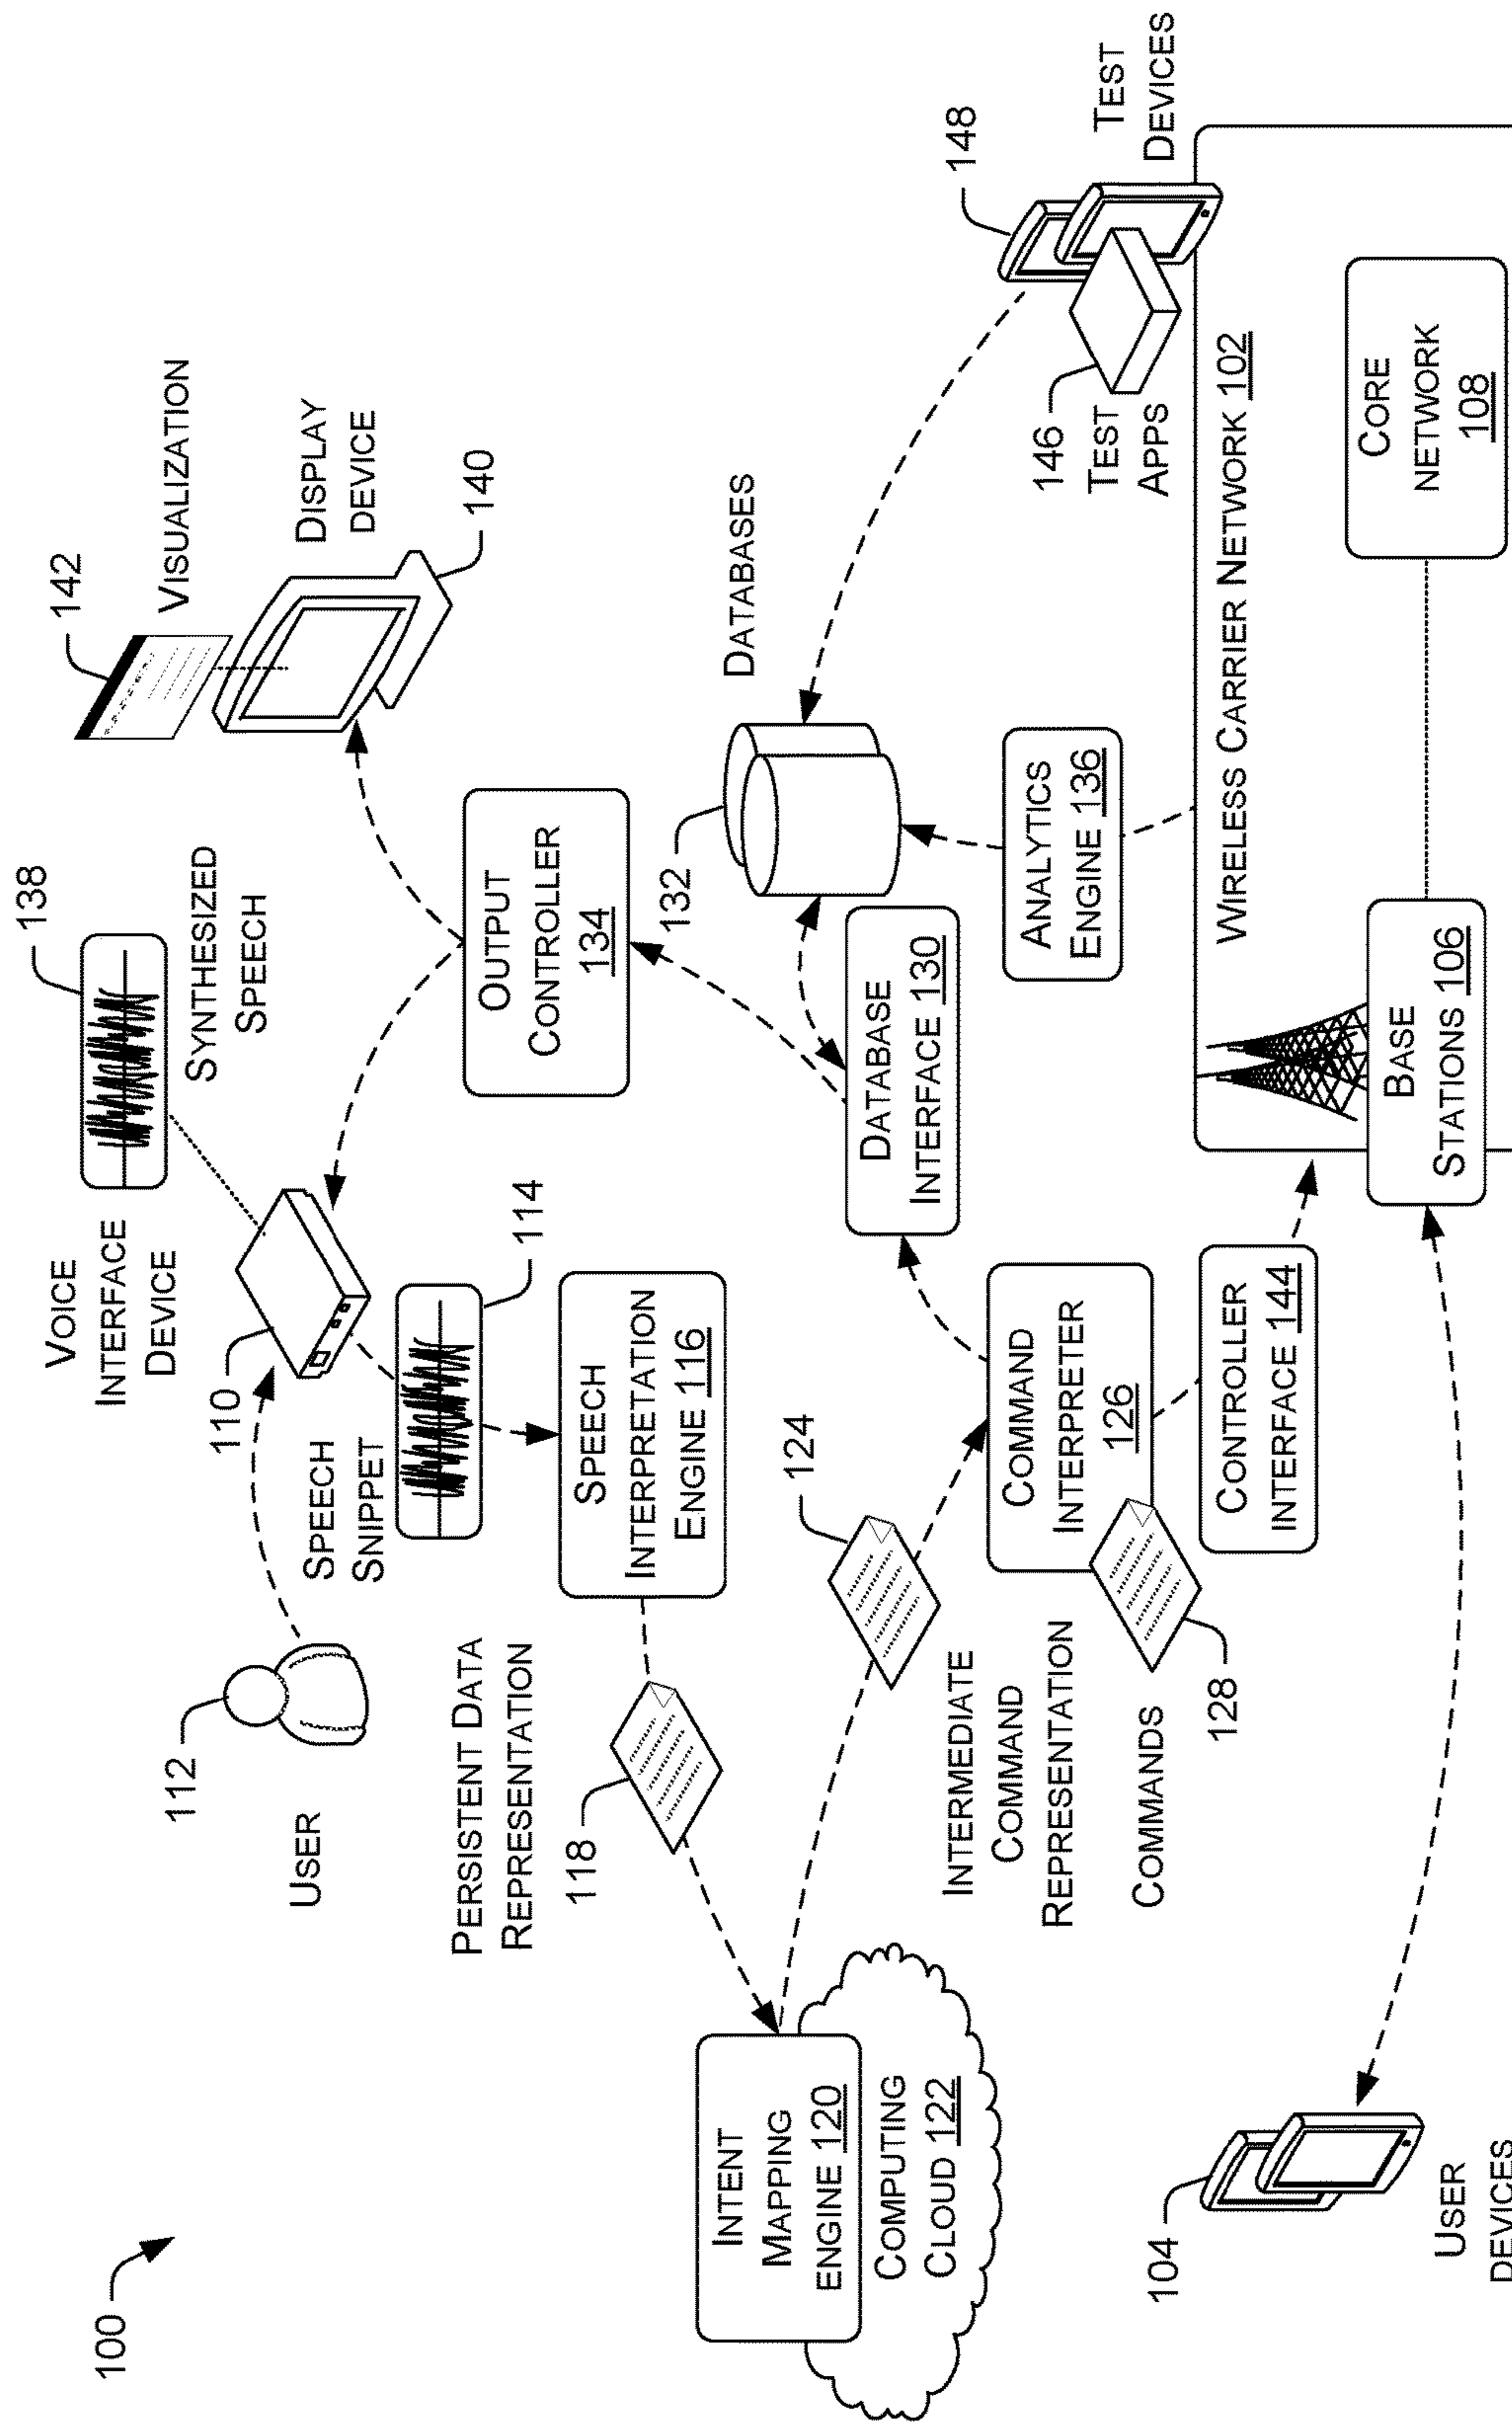 100
112
USER
VOICE
INTERFACE
DEVICE
110
138
SYNTHESIZED
SPEECH
142
VISUALIZATION
DISPLAY
DEVICE
140
SPEECH
SNIPPET
114
PERSISTENT DATA
REPRESENTATION
118
SPEECH
INTERPRETATION
ENGINE 116
OUTPUT
CONTROLLER
134
INTENT
MAPPING
ENGINE 120
COMPUTING
CLOUD 122
124
INTERMEDIATE
COMMAND
REPRESENTATION
COMMANDS
128
COMMAND
INTERPRETER
126
DATABASE
INTERFACE 130
132
DATABASES
ANALYTICS
ENGINE 136
148
TEST
DEVICES
146
TEST
APPS
CONTROLLER
INTERFACE 144
WIRELESS CARRIER NETWORK 102
104
USER
DEVICES
BASE
STATIONS 106
CORE
NETWORK
108